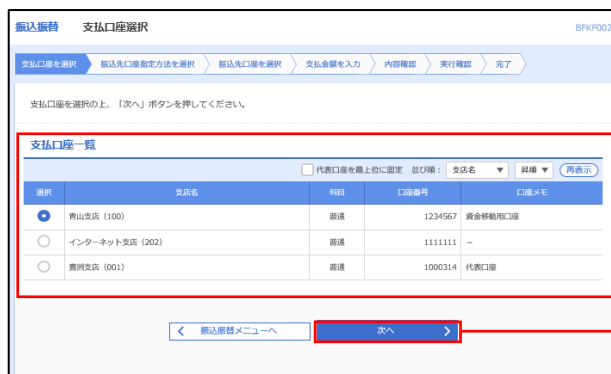 振込振替 支払口座選択 BFKF002
支払口座を選択 振込先口座指定方法を選択 振込先口座を選択 支払金額を入力 内容確認 実行確認 完了
支払口座を選択の上、「次へ」ボタンを押してください。
支払口座一覧
代表口座を最上位に固定 並び順： 支店名 ▼ 昇順 ▼ 再表示
選択 支店名 科目 口座番号 口座メモ
青山支店（100） 普通 1234567 資金移動用口座
インターネット支店（202） 普通 1111111 −
豊洲支店（001） 普通 1000314 代表口座
振込振替メニューへ 次へ